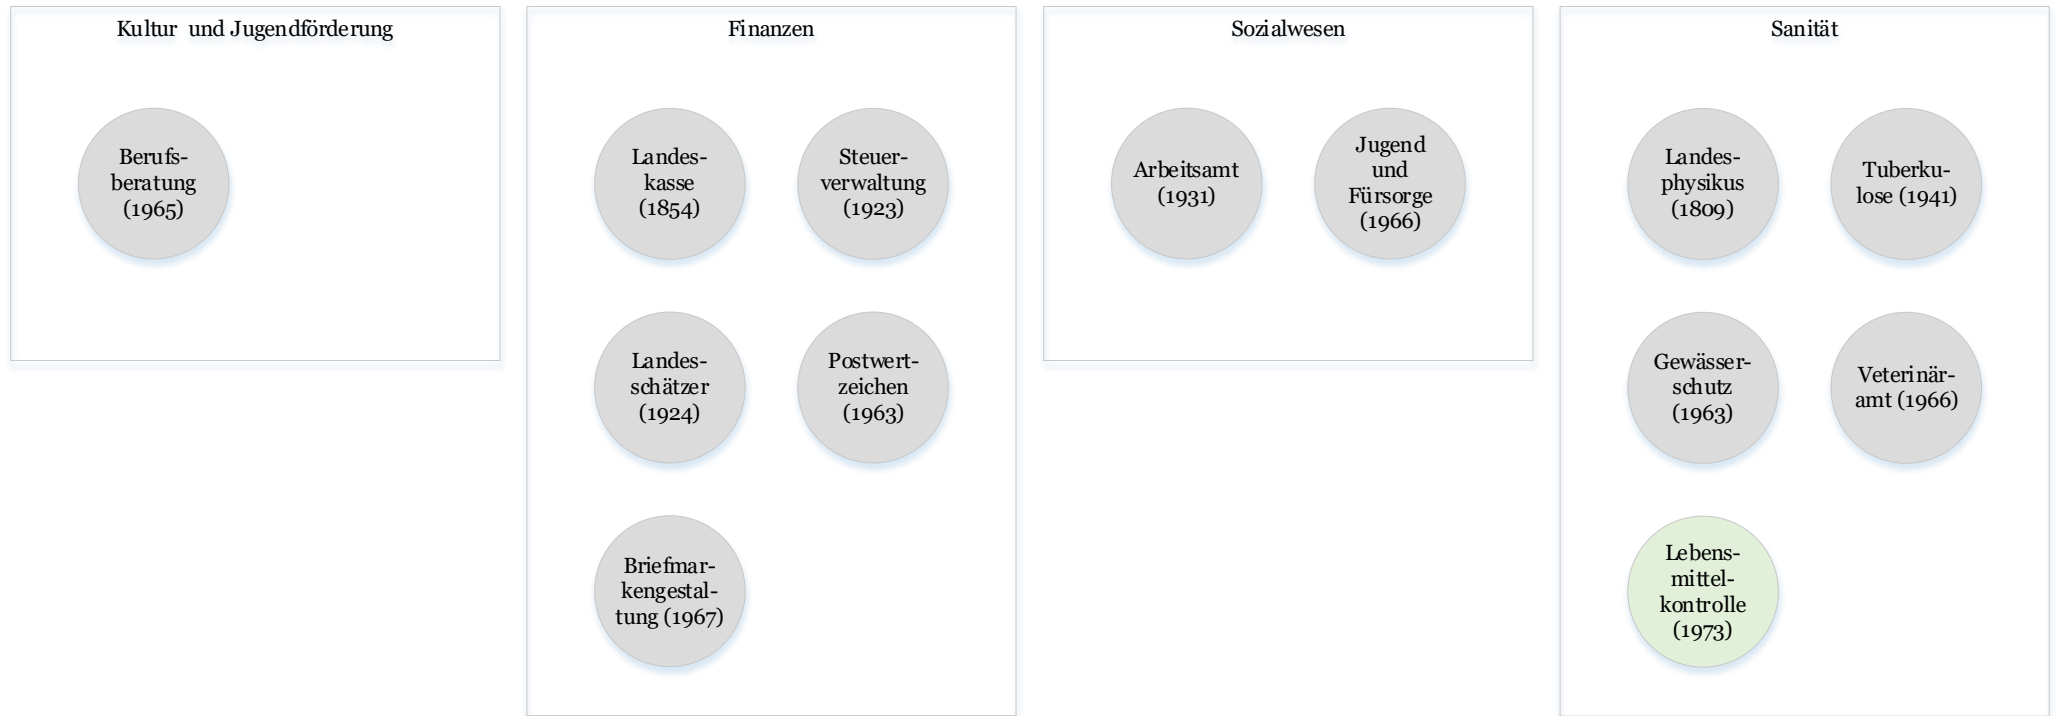 Kultur und Jugendförderung
Berufs-
beratung
(1965)
Finanzen
Landes-
kasse
(1854)
Steuer-
verwaltung
(1923)
Landes-
schätzer
(1924)
Postwert-
zeichen
(1963)
Briefmar-
kengestal-
tung (1967)
Sozialwesen
Arbeitsamt
(1931)
Jugend
und
Fürsorge
(1966)
Sanität
Landes-
physikus
(1809)
Tuberku-
lose (1941)
Gewässer-
schutz
(1963)
Veterinär-
amt (1966)
Lebens-
mittel-
kontrolle
(1973)